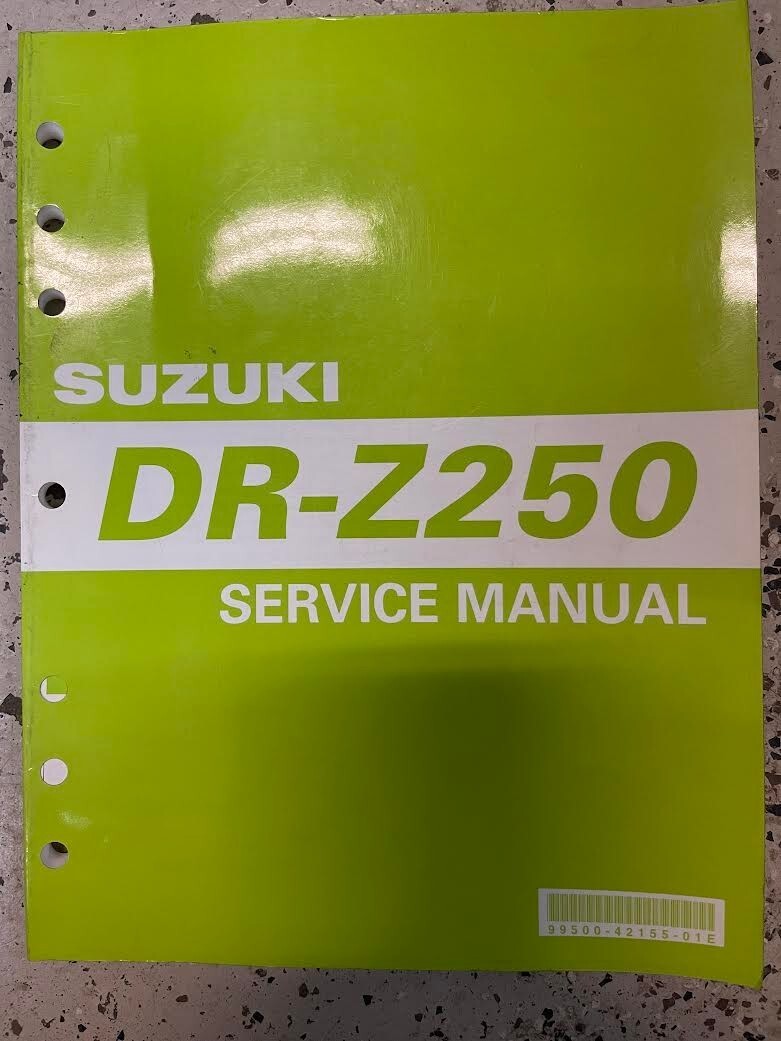 SUZUKI
DR-Z250
SERVICE MANUAL
99500-42155-01E